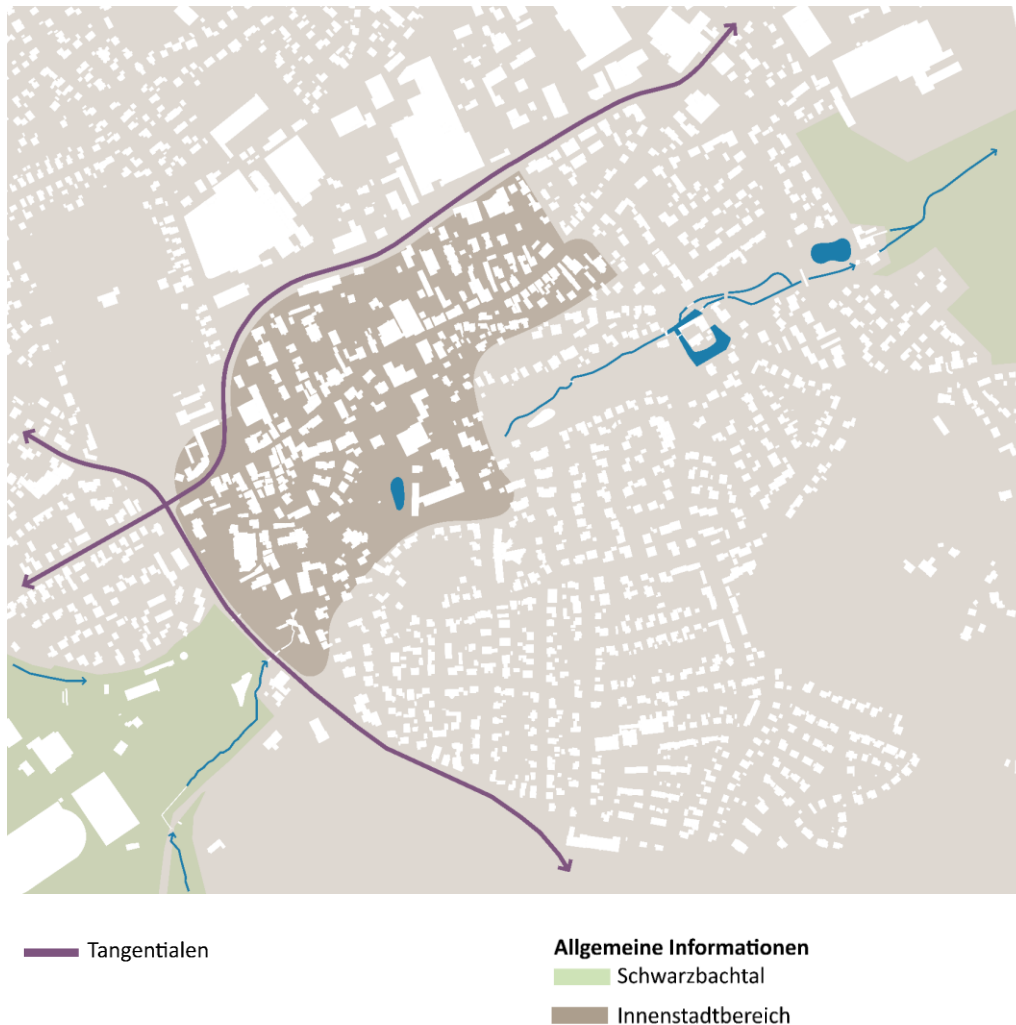 Tangentialen
Allgemeine Informationen
Schwarzbachtal
Innenstadtbereich